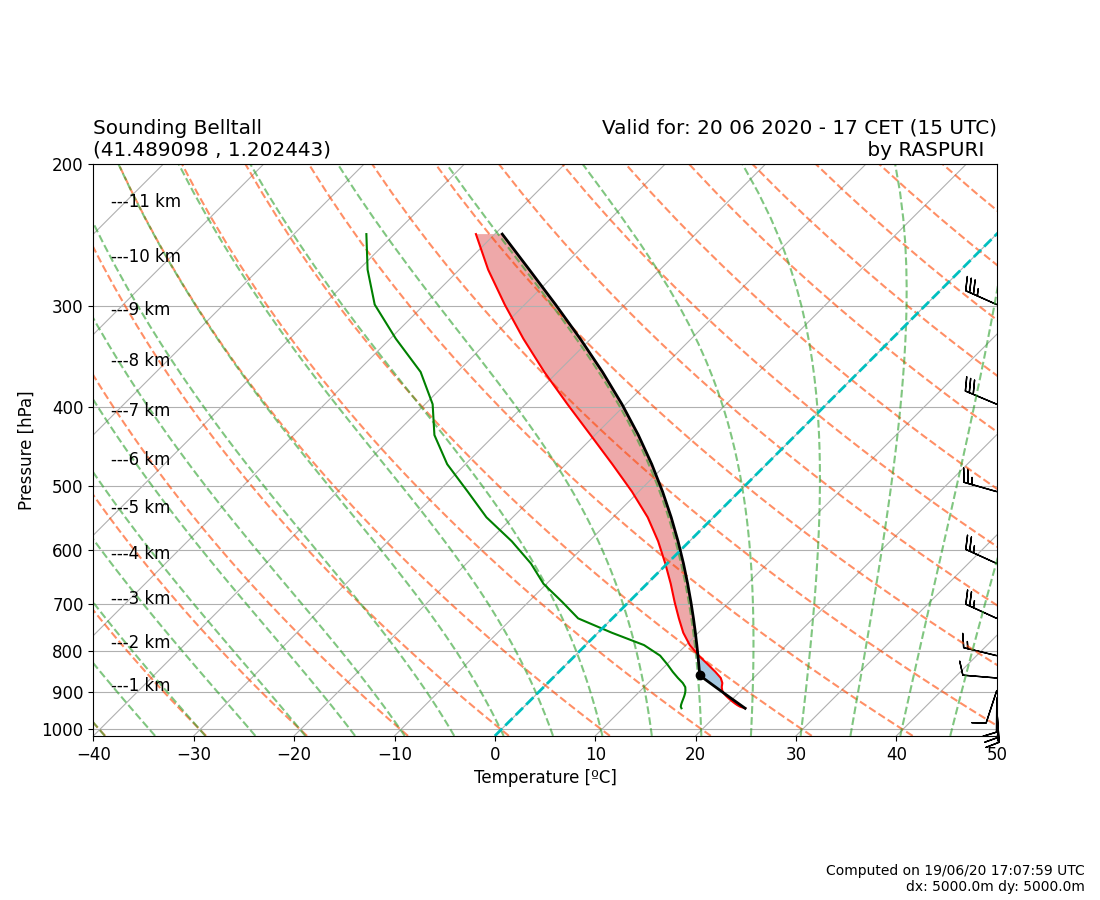 Sounding Belltall
(41.489098 , 1.202443)
Valid for: 20 06 2020 - 17 CET (15 UTC)
by RASPURI
200
300
400
500
600
700
800
900
1000
Pressure [hPa]
---11 km
---10 km
---9 km
---8 km
---7 km
---6 km
---5 km
---4 km
---3 km
---2 km
---1 km
−40 −30 −20 −10 0 10 20 30 40 50
Temperature [ºC]
Computed on 19/06/20 17:07:59 UTC
dx: 5000.0m dy: 5000.0m